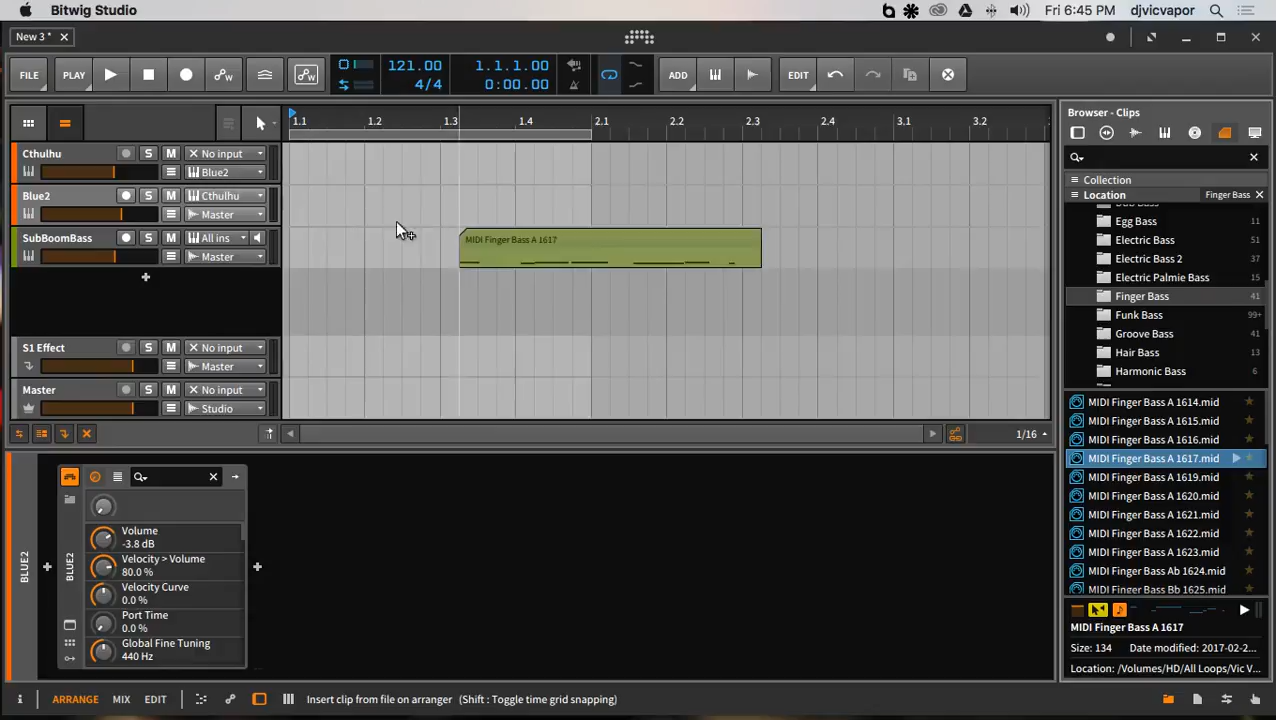 Bitwig Studio
Fri 6:45 PM djvicvapor
New 3 *
FILE PLAY 121.00 1.1.1.00 ADD EDIT
4/4 0:00.00
Browser - Clips
1.1 1.2 1.3 1.4 2.1 2.2 2.3 2.4 3.1 3.2
Cthulhu S M No input
Blue2
Blue2 S M Cthulhu
Master
SubBoomBass S M All ins
Master
MIDI Finger Bass A 1617
S1 Effect S M No input
Master
Master S M No input
Studio
1/16
Collection
Location Finger Bass
Egg Bass 11
Electric Bass 51
Electric Bass 2 37
Electric Palmie Bass 15
Finger Bass 41
Funk Bass 99+
Groove Bass 41
Hair Bass 13
Harmonic Bass 6
MIDI Finger Bass A 1614.mid
MIDI Finger Bass A 1615.mid
MIDI Finger Bass A 1616.mid
MIDI Finger Bass A 1617.mid
MIDI Finger Bass A 1619.mid
MIDI Finger Bass A 1620.mid
MIDI Finger Bass A 1621.mid
MIDI Finger Bass A 1622.mid
MIDI Finger Bass A 1623.mid
MIDI Finger Bass Ab 1624.mid
MIDI Finger Bass Bb 1625.mid
MIDI Finger Bass A 1617
Size: 134 Date modified: 2017-02-2...
Location: /Volumes/HD/All Loops/Vic V...
BLUE2
BLUE2
Volume
-3.8 dB
Velocity > Volume
80.0 %
Velocity Curve
0.0 %
Port Time
0.0 %
Global Fine Tuning
440 Hz
i ARRANGE MIX EDIT Insert clip from file on arranger (Shift : Toggle time grid snapping)